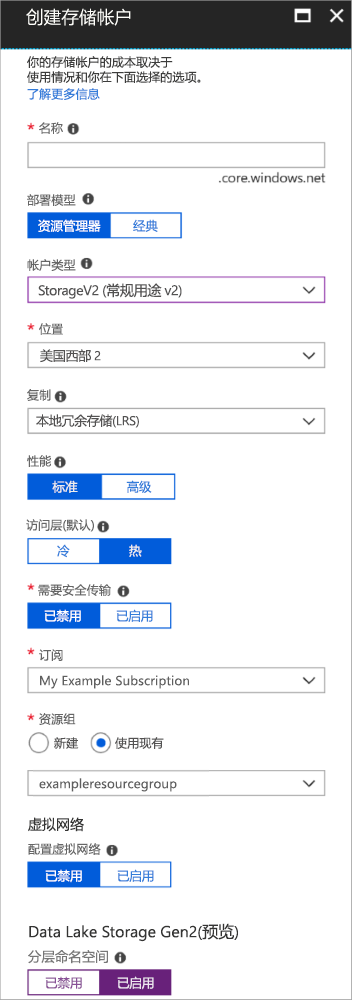 创建存储帐户
你的存储帐户的成本取决于
使用情况和你在下面选择的选项。
了解更多信息
* 名称
.core.windows.net
部署模型
资源管理器 经典
帐户类型
StorageV2 (常规用途 v2)
* 位置
美国西部 2
复制
本地冗余存储(LRS)
性能
标准 高级
访问层(默认)
冷 热
* 需要安全传输
已禁用 已启用
* 订阅
My Example Subscription
* 资源组
新建 使用现有
exampleresourcegroup
虚拟网络
配置虚拟网络
已禁用 已启用
Data Lake Storage Gen2(预览)
分层命名空间
已禁用 已启用